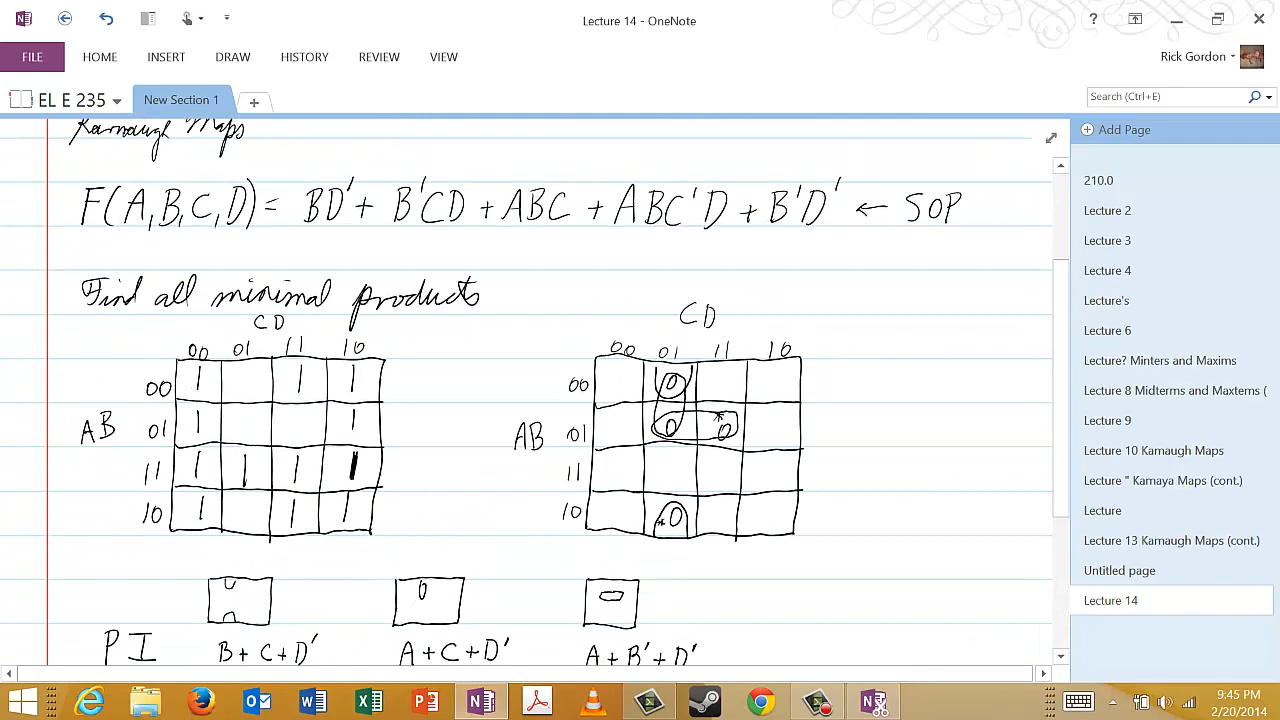 Lecture 14 - OneNote
?
FILE HOME INSERT DRAW HISTORY REVIEW VIEW
Rick Gordon
EL E 235
New Section 1
Search (Ctrl+E)
Add Page
210.0
Lecture 2
Lecture 3
Lecture 4
Lecture's
Lecture 6
Lecture? Minters and Maxims
Lecture 8 Midterms and Maxtems (
Lecture 9
Lecture 10 Kamaugh Maps
Lecture " Kamaya Maps (cont.)
Lecture
Lecture 13 Kamaugh Maps (cont.)
Untitled page
Lecture 14
Karnaugh Maps
F(A,B,C,D) = BD' + B'CD + ABC + ABC'D + B'D' ← SOP
Find all minimal products
CD
00 01 11 10
00 1 1 1
AB
01 1 1
11 1 1 1 1
10 1 1 1
CD
00 01 11 10
00 0
AB
01 0 *0
11
10 *0
PI B+C+D' A+C+D' A+B'+D'
9:45 PM
2/20/2014